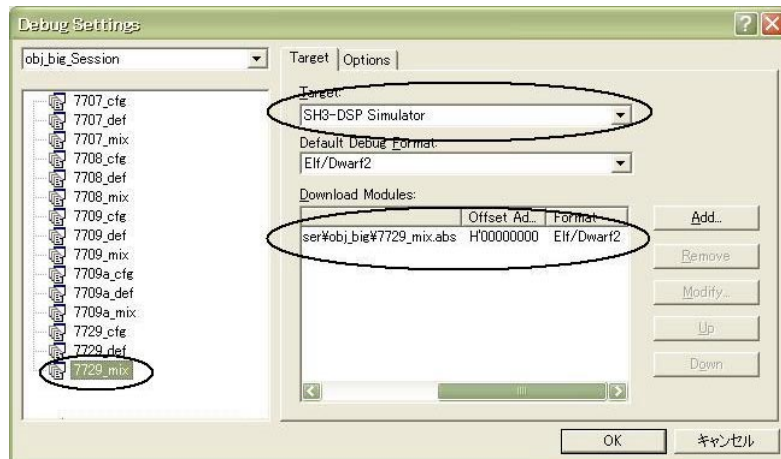 Debug Settings
obj_big_Session
7707_cfg
7707_def
7707_mix
7708_cfg
7708_def
7708_mix
7709_cfg
7709_def
7709_mix
7709a_cfg
7709a_def
7709a_mix
7729_cfg
7729_def
7729_mix
Target
Options
Target:
SH3-DSP Simulator
Default Debug Format:
Elf/Dwarf2
Download Modules:
Offset Ad... Format
ser¥obj_big¥7729_mix.abs H'00000000 Elf/Dwarf2
Add...
Remove
Modify...
Up
Down
OK
キャンセル